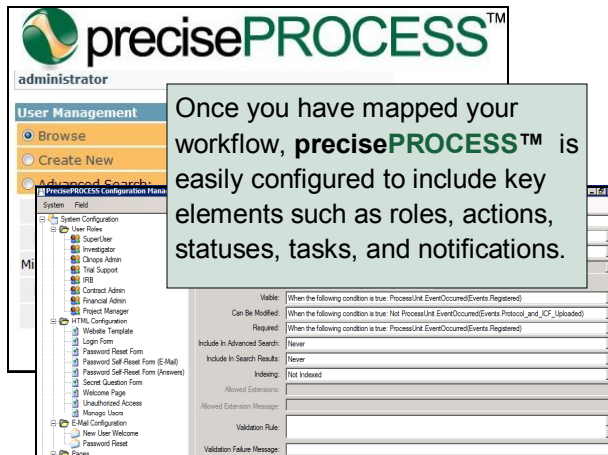 precisePROCESS™
administrator
User Management
Browse
Create New
Advanced Search:
Once you have mapped your
workflow, precisePROCESS™ is
easily configured to include key
elements such as roles, actions,
statuses, tasks, and notifications.
PrecisePROCESS Configuration Mana
System Field
System Configuration
User Roles
SuperUser
Investigator
Clinops Admin
Trial Support
IRB
Contract Admin
Financial Admin
Project Manager
HTML Configuration
Website Template
Login Form
Password Reset Form
Password Self-Reset Form (E-Mail)
Password Self-Reset Form (Answers)
Secret Question Form
Welcome Page
Unauthorized Access
Manage Users
E-Mail Configuration
New User Welcome
Password Reset
Pages
Mi
Visible: When the following condition is true: ProcessUnit.EventOccurred(Events.Registered)
Can Be Modified: When the following condition is true: Not ProcessUnit.EventOccurred(Events.Protocol_and_ICF_Uploaded)
Required: When the following condition is true: ProcessUnit.EventOccurred(Events.Registered)
Include In Advanced Search: Never
Include In Search Results: Never
Indexing: Not Indexed
Allowed Extensions:
Allowed Extension Message:
Validation Rule:
Validation Failure Message: